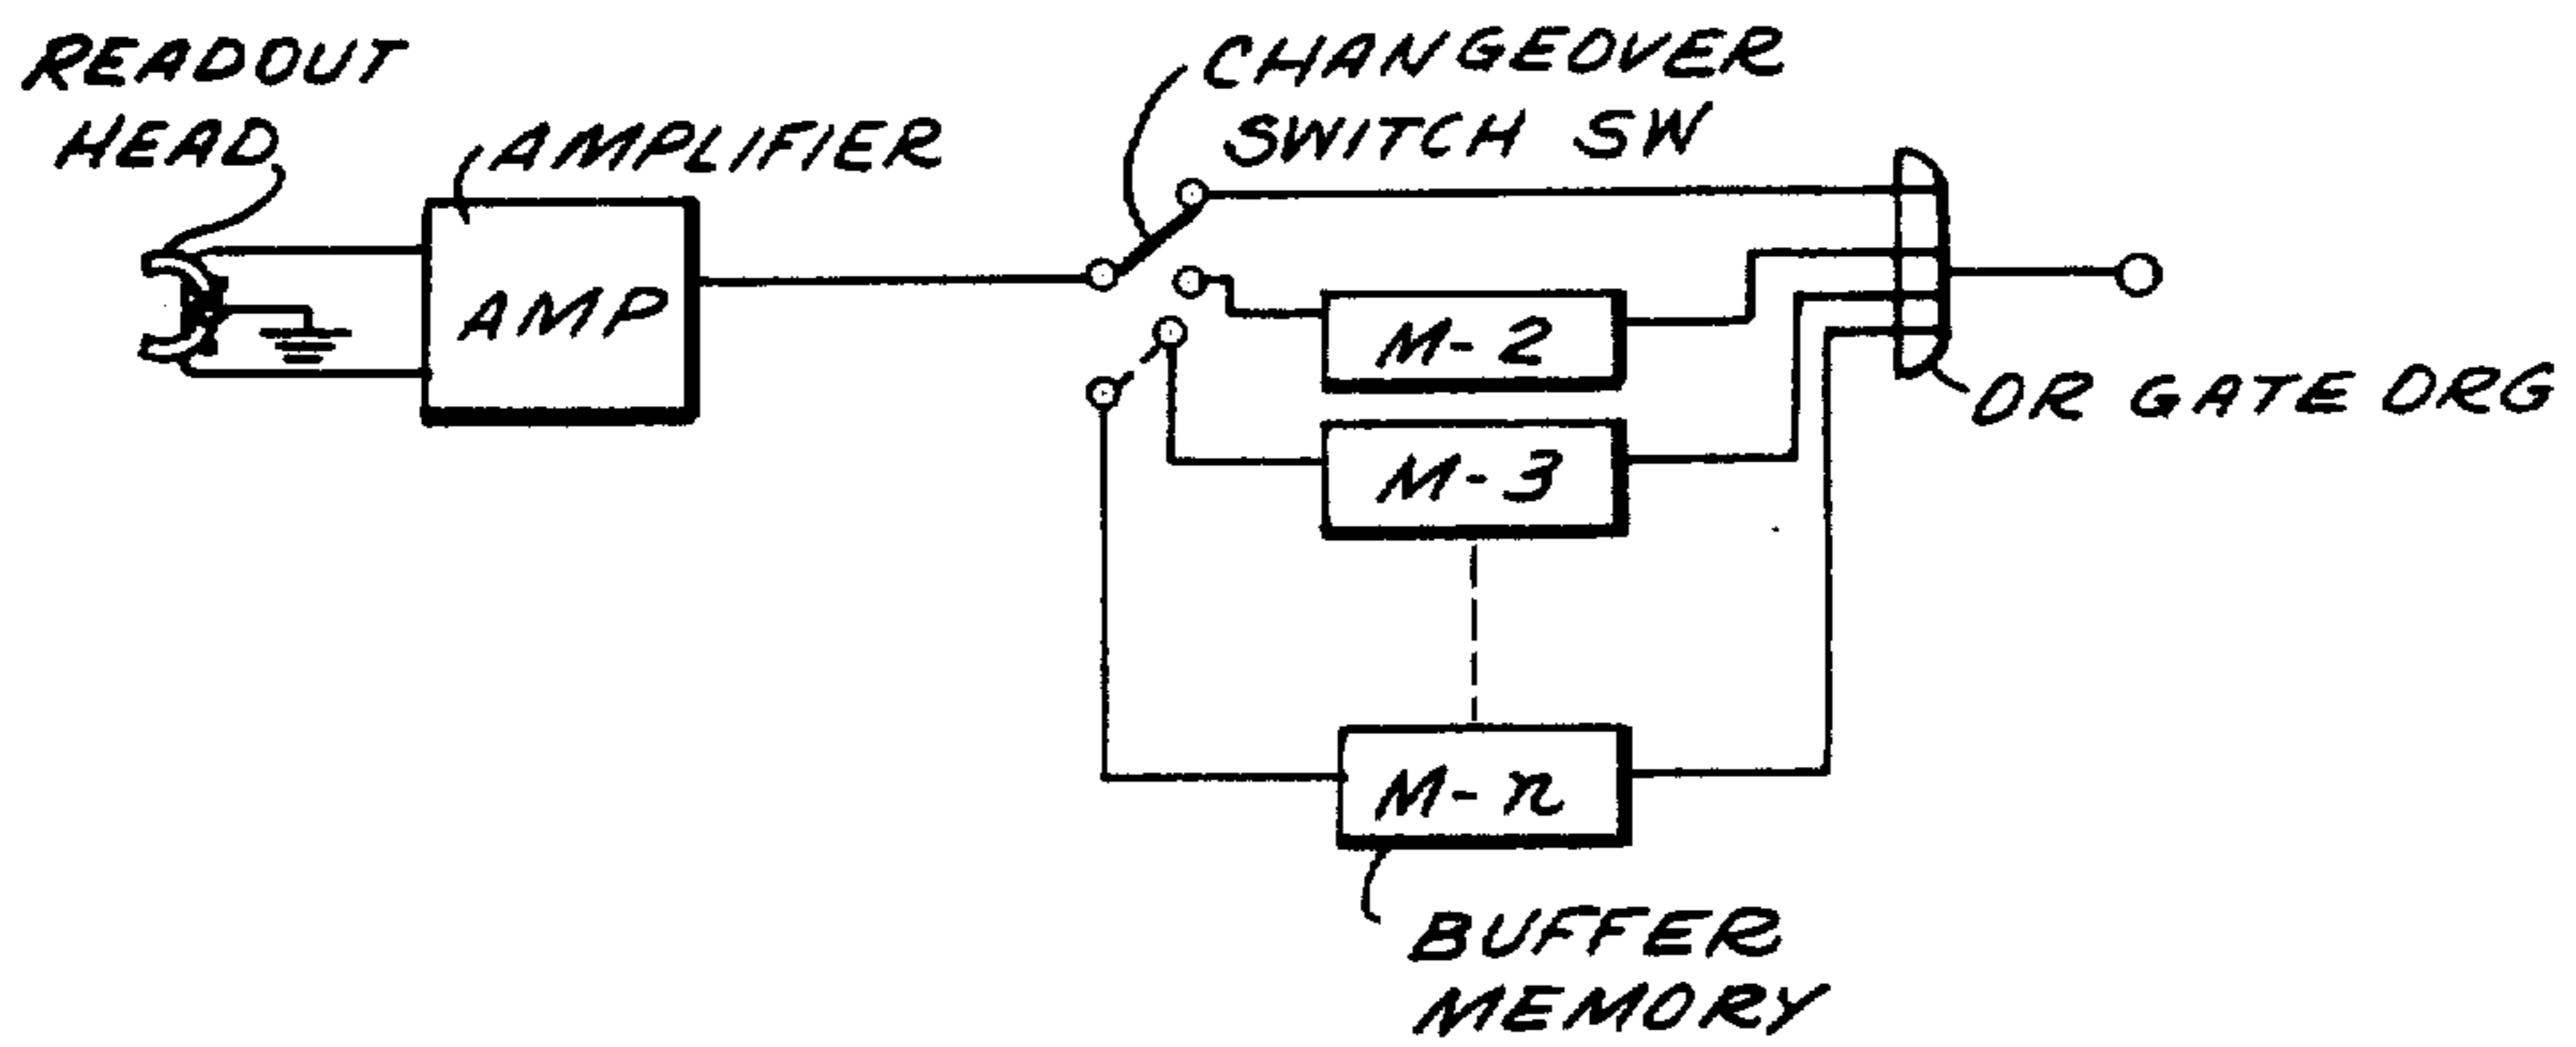 READOUT
HEAD
AMPLIFIER
CHANGEOVER
SWITCH SW
AMP
M-2
M-3
M-n
OR GATE ORG
BUFFER
MEMORY